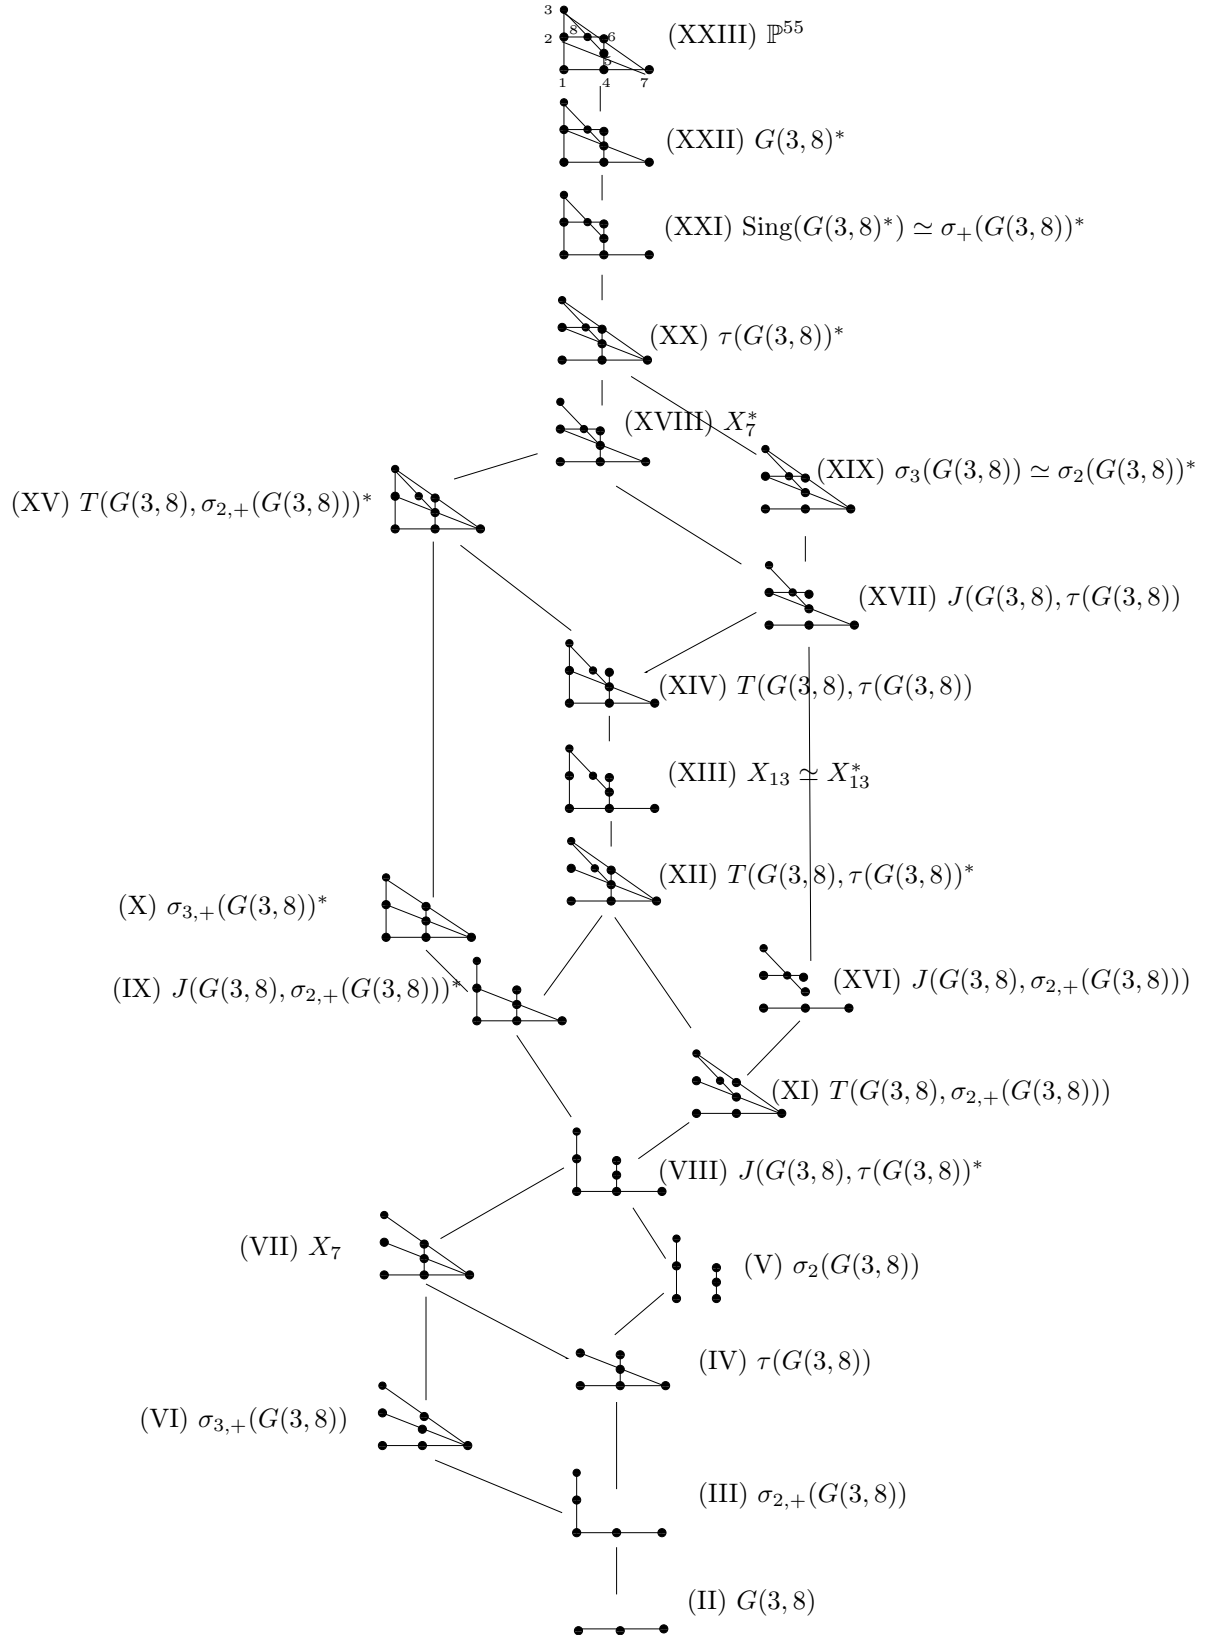 3
8
2
6
5
1
4
7
(XXIII) ℙ^55
(XXII) G(3, 8)*
(XXI) Sing(G(3, 8)*) ≃ σ_+(G(3, 8))*
(XX) τ(G(3, 8))*
(XVIII) X_7^*
(XIX) σ_3(G(3, 8)) ≃ σ_2(G(3, 8))*
(XV) T(G(3, 8), σ_{2,+}(G(3, 8)))*
(XVII) J(G(3, 8), τ(G(3, 8))
(XIV) T(G(3, 8), τ(G(3, 8))
(XIII) X_13 ≃ X_13^*
(XII) T(G(3, 8), τ(G(3, 8))*
(X) σ_{3,+}(G(3, 8))*
(IX) J(G(3, 8), σ_{2,+}(G(3, 8)))*
(XVI) J(G(3, 8), σ_{2,+}(G(3, 8)))
(XI) T(G(3, 8), σ_{2,+}(G(3, 8)))
(VIII) J(G(3, 8), τ(G(3, 8))*
(VII) X_7
(V) σ_2(G(3, 8))
(IV) τ(G(3, 8))
(VI) σ_{3,+}(G(3, 8))
(III) σ_{2,+}(G(3, 8))
(II) G(3, 8)